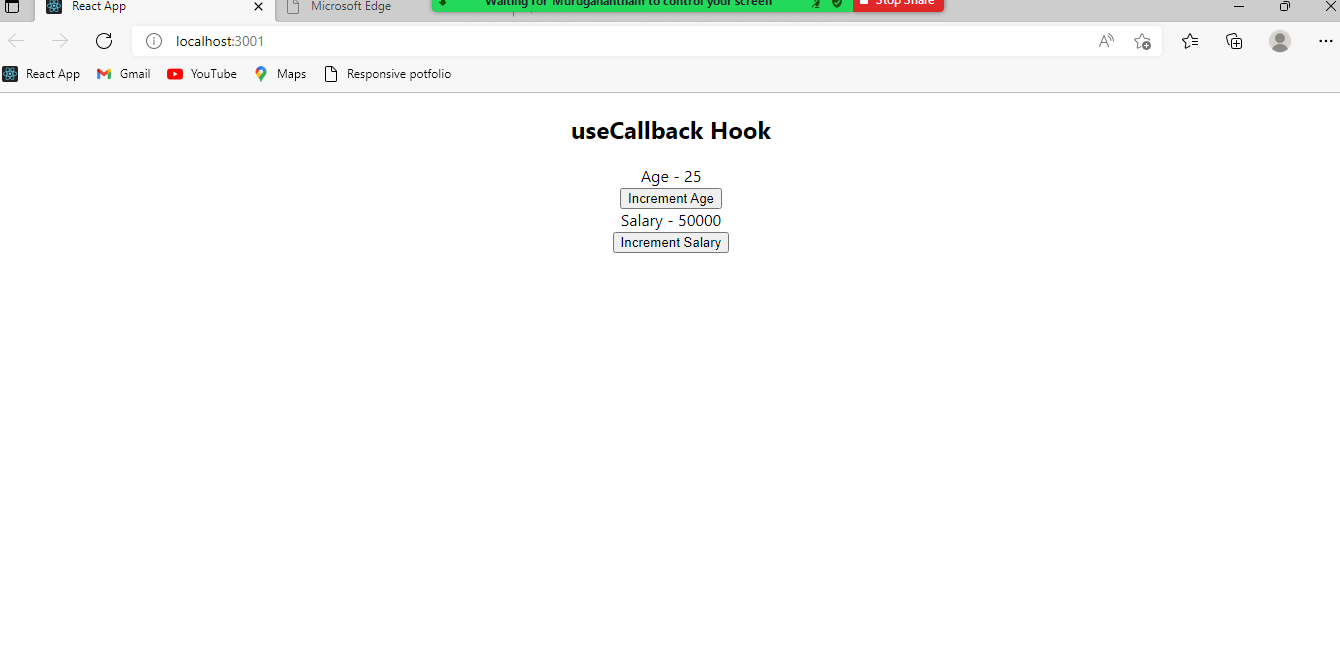 React App
Microsoft Edge
Waiting for Muruganantham to control your screen
Stop Share
localhost:3001
React App
Gmail
YouTube
Maps
Responsive potfolio
useCallback Hook
Age - 25
Increment Age
Salary - 50000
Increment Salary